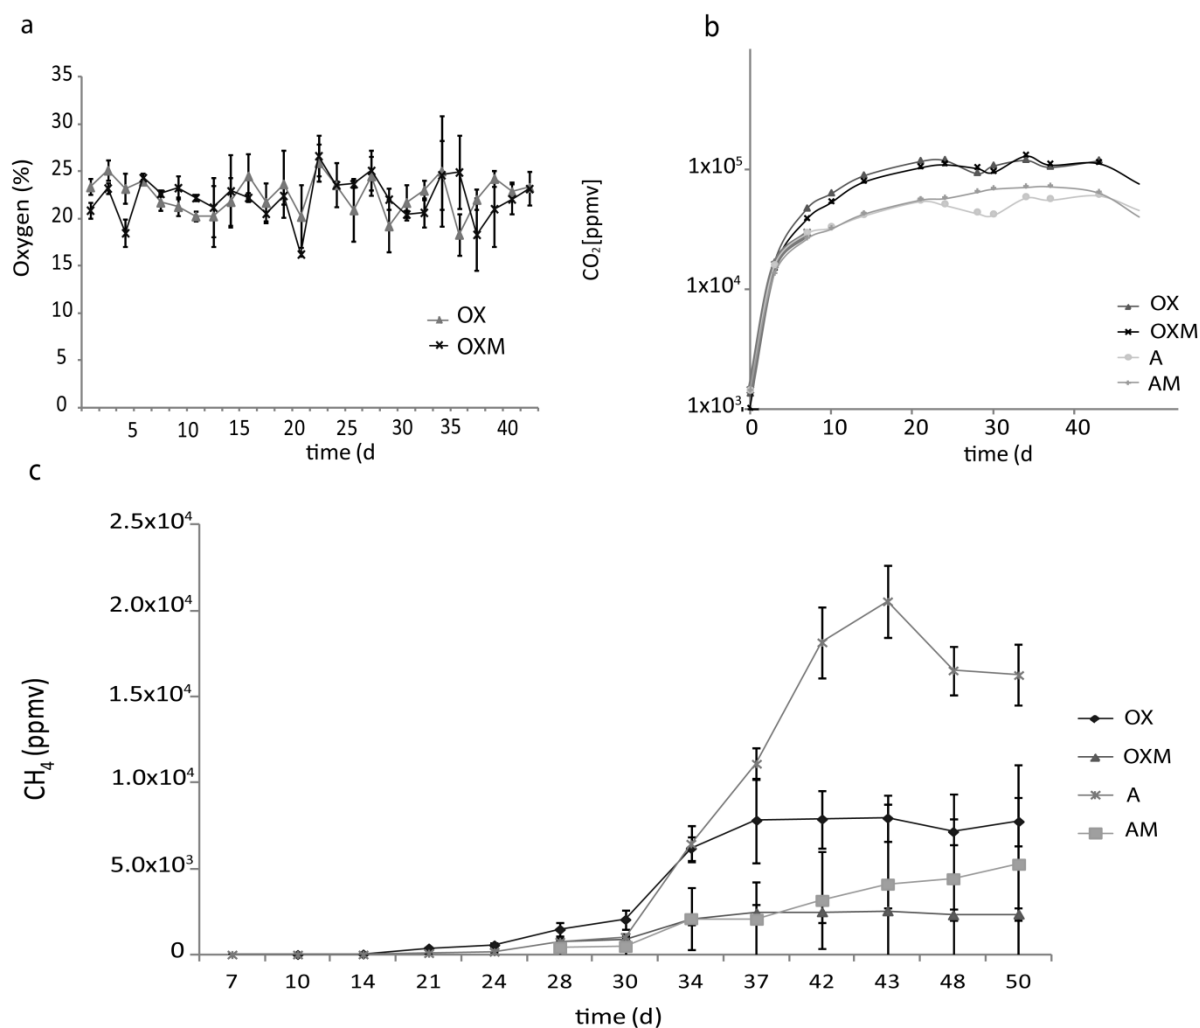 a
35
30
25
20
15
10
5
0
Oxygen (%)
5 10 15 20 25 30 35 40
time (d
OX
OXM
b
1x10⁵
1x10⁴
1x10³
CO₂[ppmv]
0 10 20 30 40
time (d
OX
OXM
A
AM
c
2.5x10⁴
2.0x10⁴
1.5x10⁴
1.0x10⁴
5.0x10³
0
CH₄ (ppmv)
7 10 14 21 24 28 30 34 37 42 43 48 50
time (d)
OX
OXM
A
AM